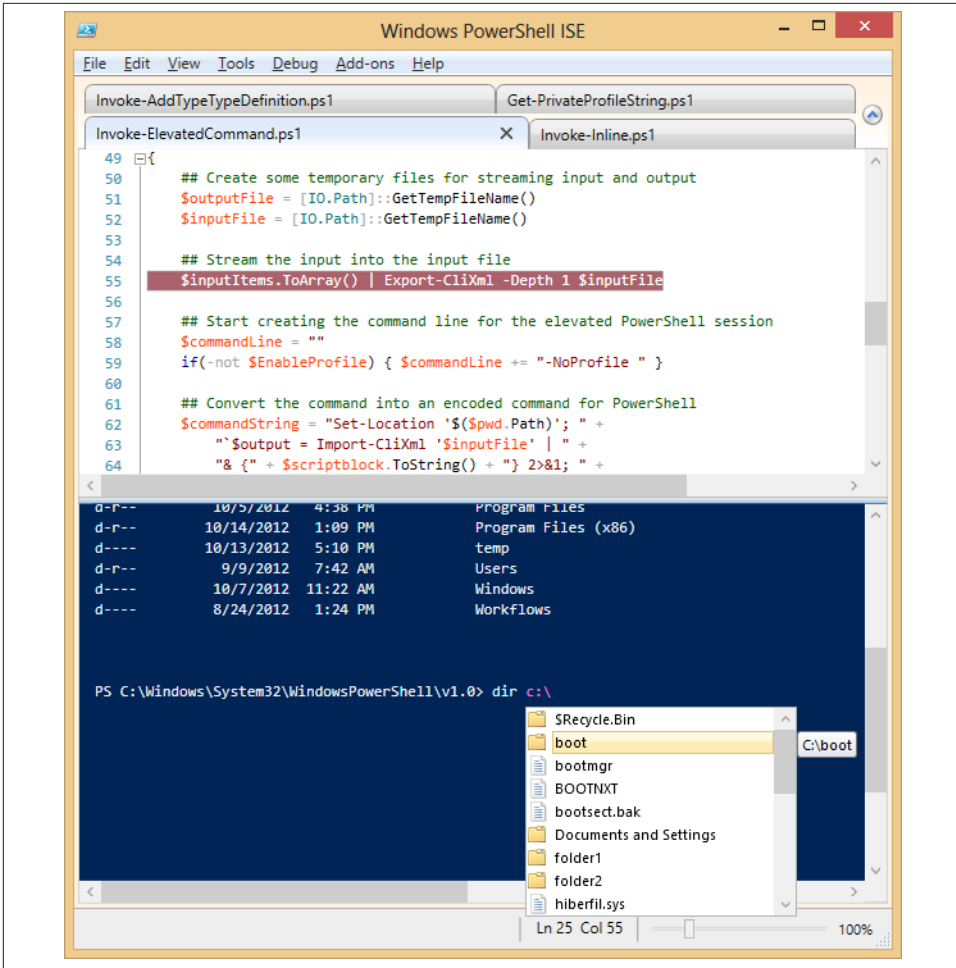 Windows PowerShell ISE
File Edit View Tools Debug Add-ons Help
Invoke-AddTypeTypeDefinition.ps1 Get-PrivateProfileString.ps1
Invoke-ElevatedCommand.ps1 Invoke-Inline.ps1
49 {
50 ## Create some temporary files for streaming input and output
51 $outputFile = [IO.Path]::GetTempFileName()
52 $inputFile = [IO.Path]::GetTempFileName()
53
54 ## Stream the input into the input file
55 $inputItems.ToArray() | Export-CliXml -Depth 1 $inputFile
56
57 ## Start creating the command line for the elevated PowerShell session
58 $commandLine = ""
59 if(-not $EnableProfile) { $commandLine += "-NoProfile " }
60
61 ## Convert the command into an encoded command for PowerShell
62 $commandString = "Set-Location '$($pwd.Path)'; " +
63 "`$output = Import-CliXml '$inputFile' | " +
64 "& {" + $scriptblock.ToString() + "} 2>&1; " +
d-r-- 10/5/2012 4:38 PM Program Files
d-r-- 10/14/2012 1:09 PM Program Files (x86)
d---- 10/13/2012 5:10 PM temp
d-r-- 9/9/2012 7:42 AM Users
d---- 10/7/2012 11:22 AM Windows
d---- 8/24/2012 1:24 PM Workflows
PS C:\Windows\System32\WindowsPowerShell\v1.0> dir c:\
$Recycle.Bin
boot C:\boot
bootmgr
BOOTNXT
bootsect.bak
Documents and Settings
folder1
folder2
hiberfil.sys
Ln 25 Col 55 100%